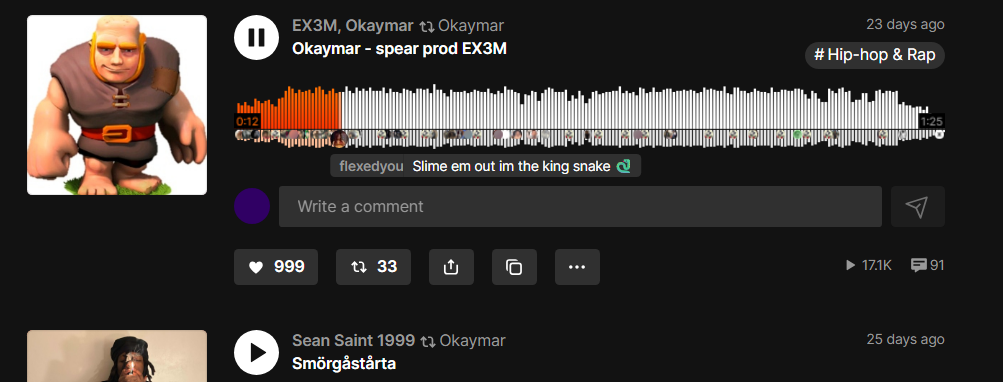 EX3M, Okaymar Okaymar
23 days ago
Okaymar - spear prod EX3M
# Hip-hop & Rap
0:12
1:25
flexedyou Slime em out im the king snake
Write a comment
999
33
17.1K
91
Sean Saint 1999 Okaymar
25 days ago
Smörgåstårta